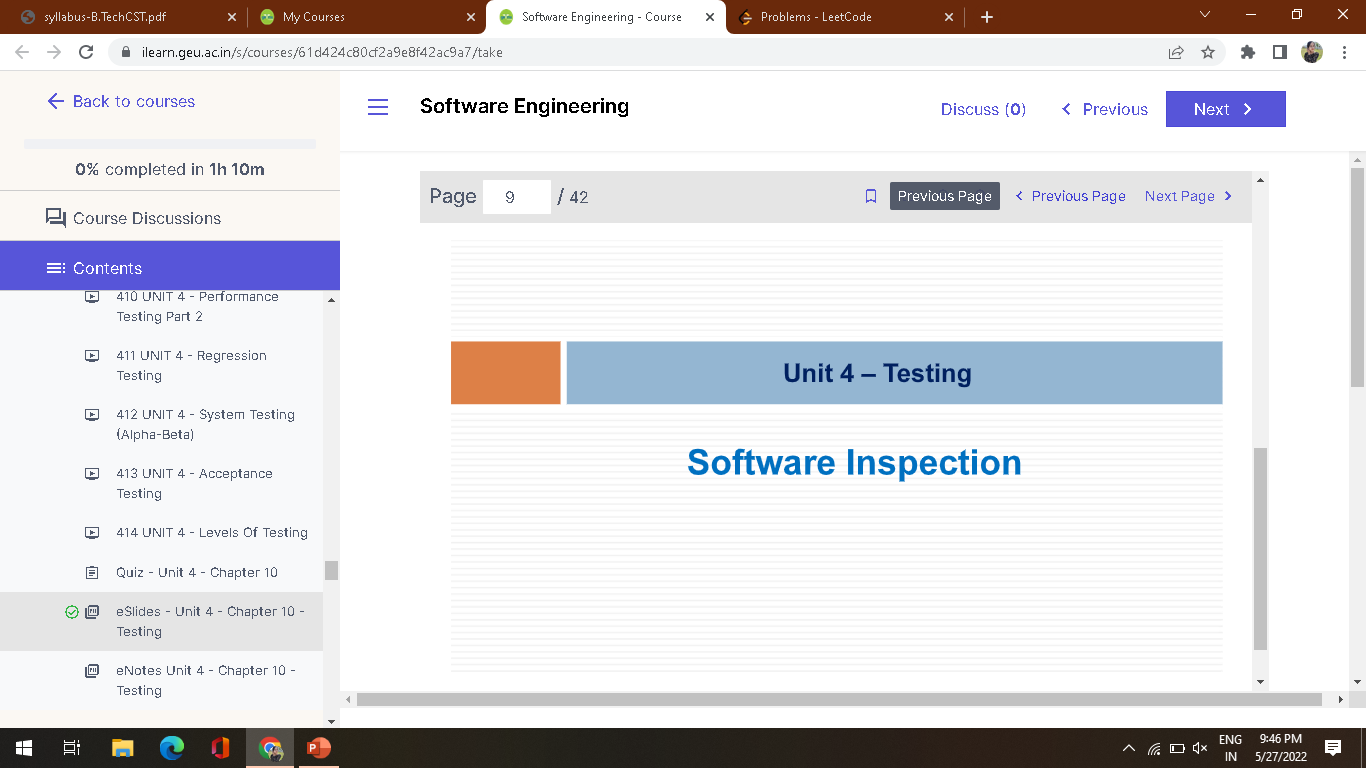 syllabus-B.TechCST.pdf
My Courses
Software Engineering - Course
Problems - LeetCode
ilearn.geu.ac.in/s/courses/61d424c80cf2a9e8f42ac9a7/take
Back to courses
Software Engineering
Discuss (0)
Previous
Next
0% completed in 1h 10m
Course Discussions
Contents
410 UNIT 4 - Performance
Testing Part 2
411 UNIT 4 - Regression
Testing
412 UNIT 4 - System Testing
(Alpha-Beta)
413 UNIT 4 - Acceptance
Testing
414 UNIT 4 - Levels Of Testing
Quiz - Unit 4 - Chapter 10
eSlides - Unit 4 - Chapter 10 -
Testing
eNotes Unit 4 - Chapter 10 -
Testing
Page 9 / 42
Previous Page
Previous Page
Next Page
Unit 4 – Testing
Software Inspection
ENG
IN
9:46 PM
5/27/2022